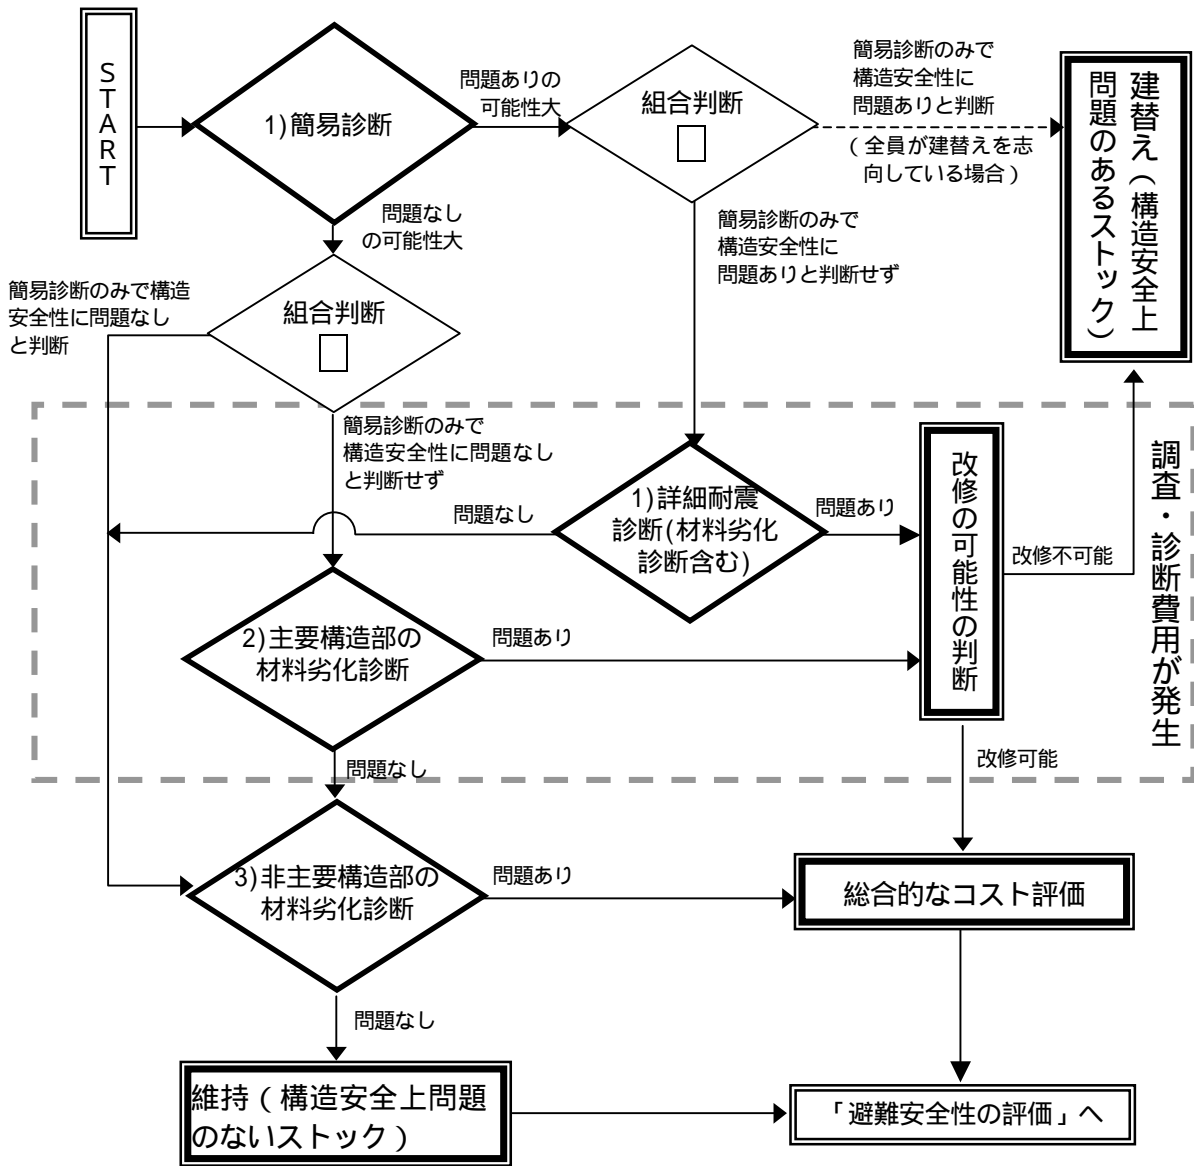 START
1)簡易診断
問題ありの
可能性大
組合判断
簡易診断のみで
構造安全性に
問題ありと判断
(全員が建替えを志
向している場合)
建替え(構造安全上
問題のあるストック)
問題なし
の可能性大
簡易診断のみで
構造安全性に
問題ありと判断せず
簡易診断のみで構造
安全性に問題なし
と判断
組合判断
簡易診断のみで
構造安全性に問題なし
と判断せず
1)詳細耐震
診断(材料劣化
診断含む)
問題なし
問題あり
改修の可能性の判断
改修不可能
調査・診断費用が発生
2)主要構造部の
材料劣化診断
問題あり
問題なし
改修可能
3)非主要構造部の
材料劣化診断
問題あり
総合的なコスト評価
問題なし
維持(構造安全上問題
のないストック)
「避難安全性の評価」へ